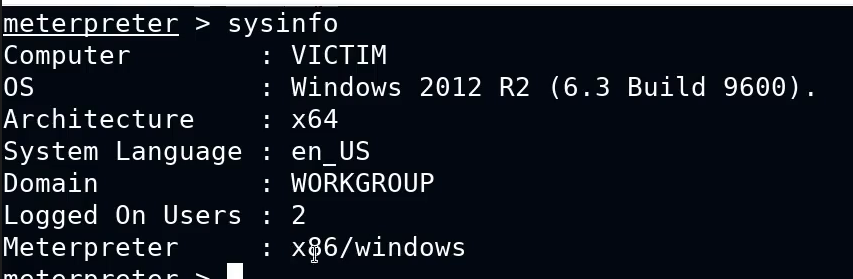 meterpreter > sysinfo
Computer        : VICTIM
OS              : Windows 2012 R2 (6.3 Build 9600).
Architecture    : x64
System Language : en_US
Domain          : WORKGROUP
Logged On Users : 2
Meterpreter     : x86/windows
meterpreter >